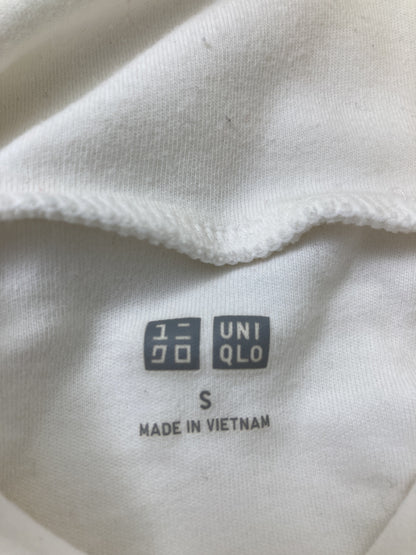 ユニ UNI
クロ QLO
S
MADE IN VIETNAM